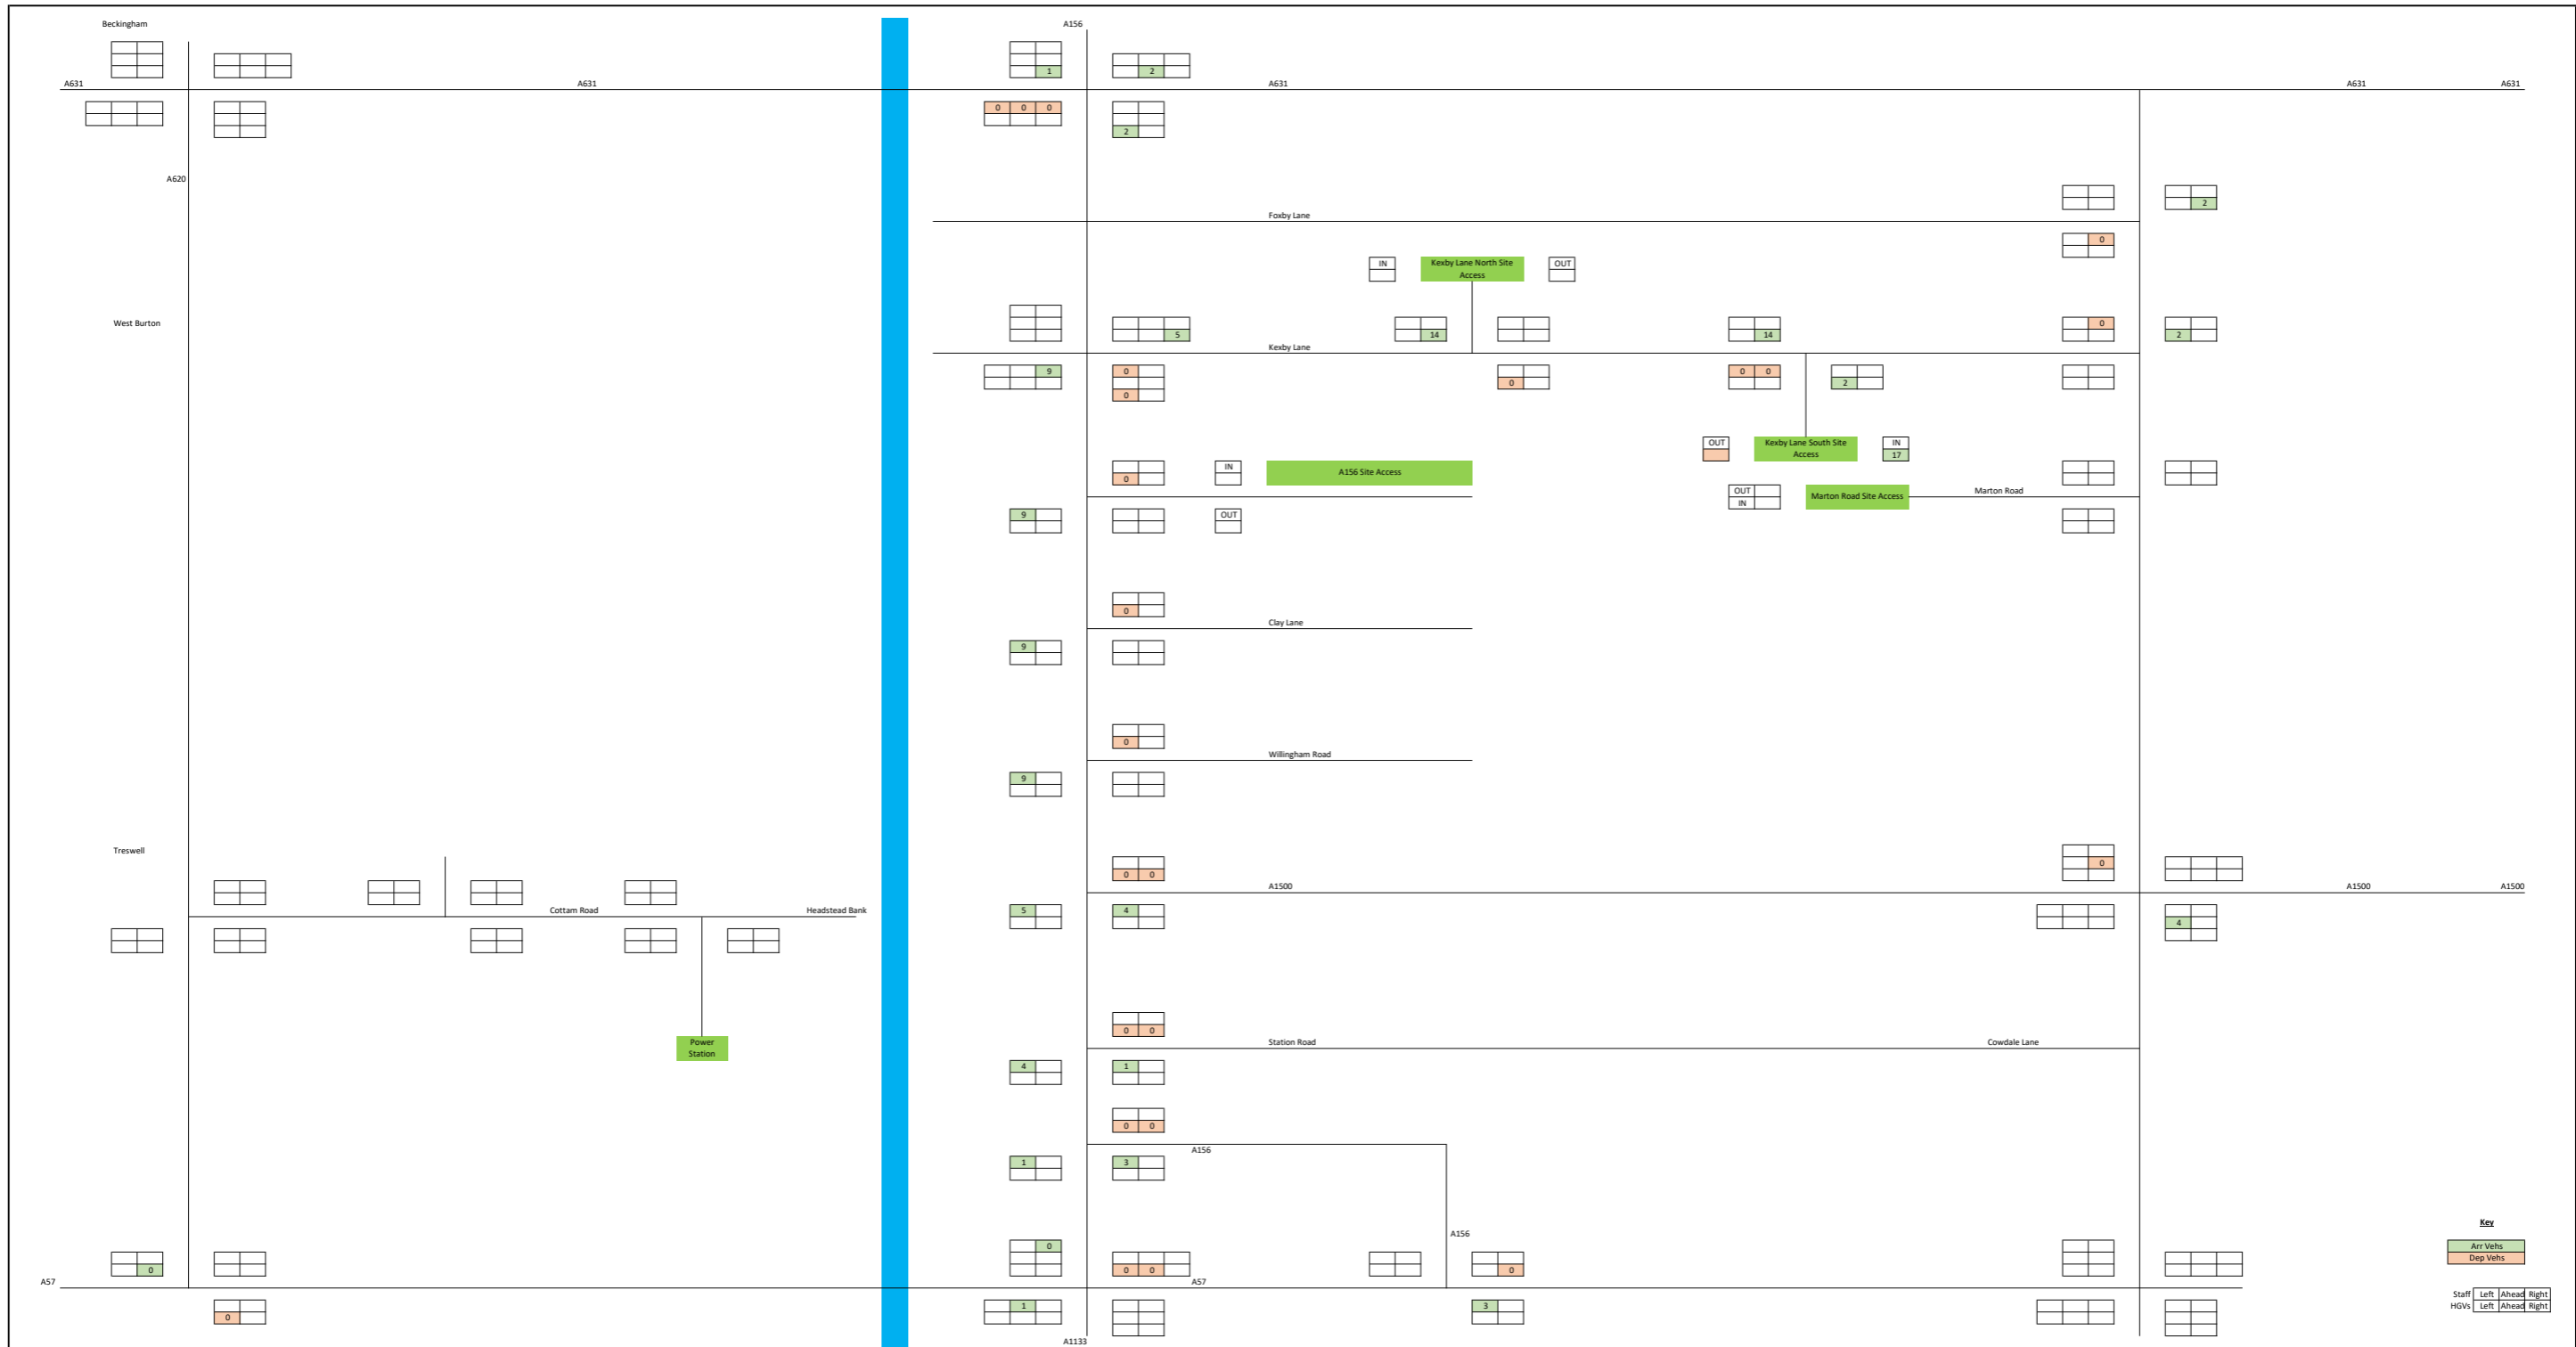 Beckingham
A156
1
2
A631
A631
A631
A631
A631
0 0 0
2
A620
2
Foxby Lane
0
IN
Kexby Lane North Site
Access
OUT
West Burton
5
14
14
0
2
Kexby Lane
9
0
0
0
0 0
2
0
OUT
Kexby Lane South Site
Access
IN
17
0
IN
A156 Site Access
OUT
IN
Marton Road Site Access
Marton Road
9
OUT
0
Clay Lane
9
0
Willingham Road
9
Treswell
0 0
0
A1500
A1500
A1500
Cottam Road
Headstead Bank
5
4
4
0 0
Power
Station
Station Road
Cowdale Lane
4
1
0 0
A156
1
3
Key
A156
0
Arr Vehs
Dep Vehs
0
0 0
0
A57
A57
Staff Left Ahead Right
HGVs Left Ahead Right
0
1
3
A1133